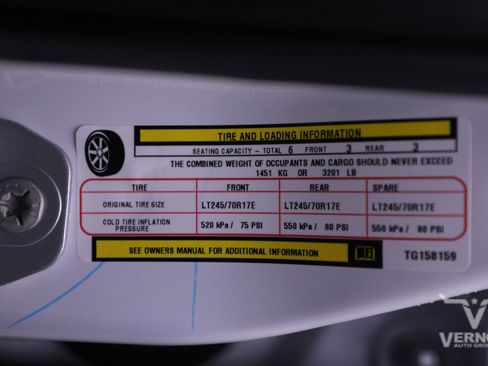 TIRE AND LOADING INFORMATION
SEATING CAPACITY - TOTAL 6 FRONT 3 REAR 3
THE COMBINED WEIGHT OF OCCUPANTS AND CARGO SHOULD NEVER EXCEED
1451 KG OR 3201 LB
TIRE FRONT REAR SPARE
ORIGINAL TIRE SIZE LT245/70R17E LT245/70R17E LT245/70R17E
COLD TIRE INFLATION PRESSURE 520 kPa / 75 PSI 550 kPa / 80 PSI 550 kPa / 80 PSI
SEE OWNERS MANUAL FOR ADDITIONAL INFORMATION
TG158159
VERNO
AUTO GROU